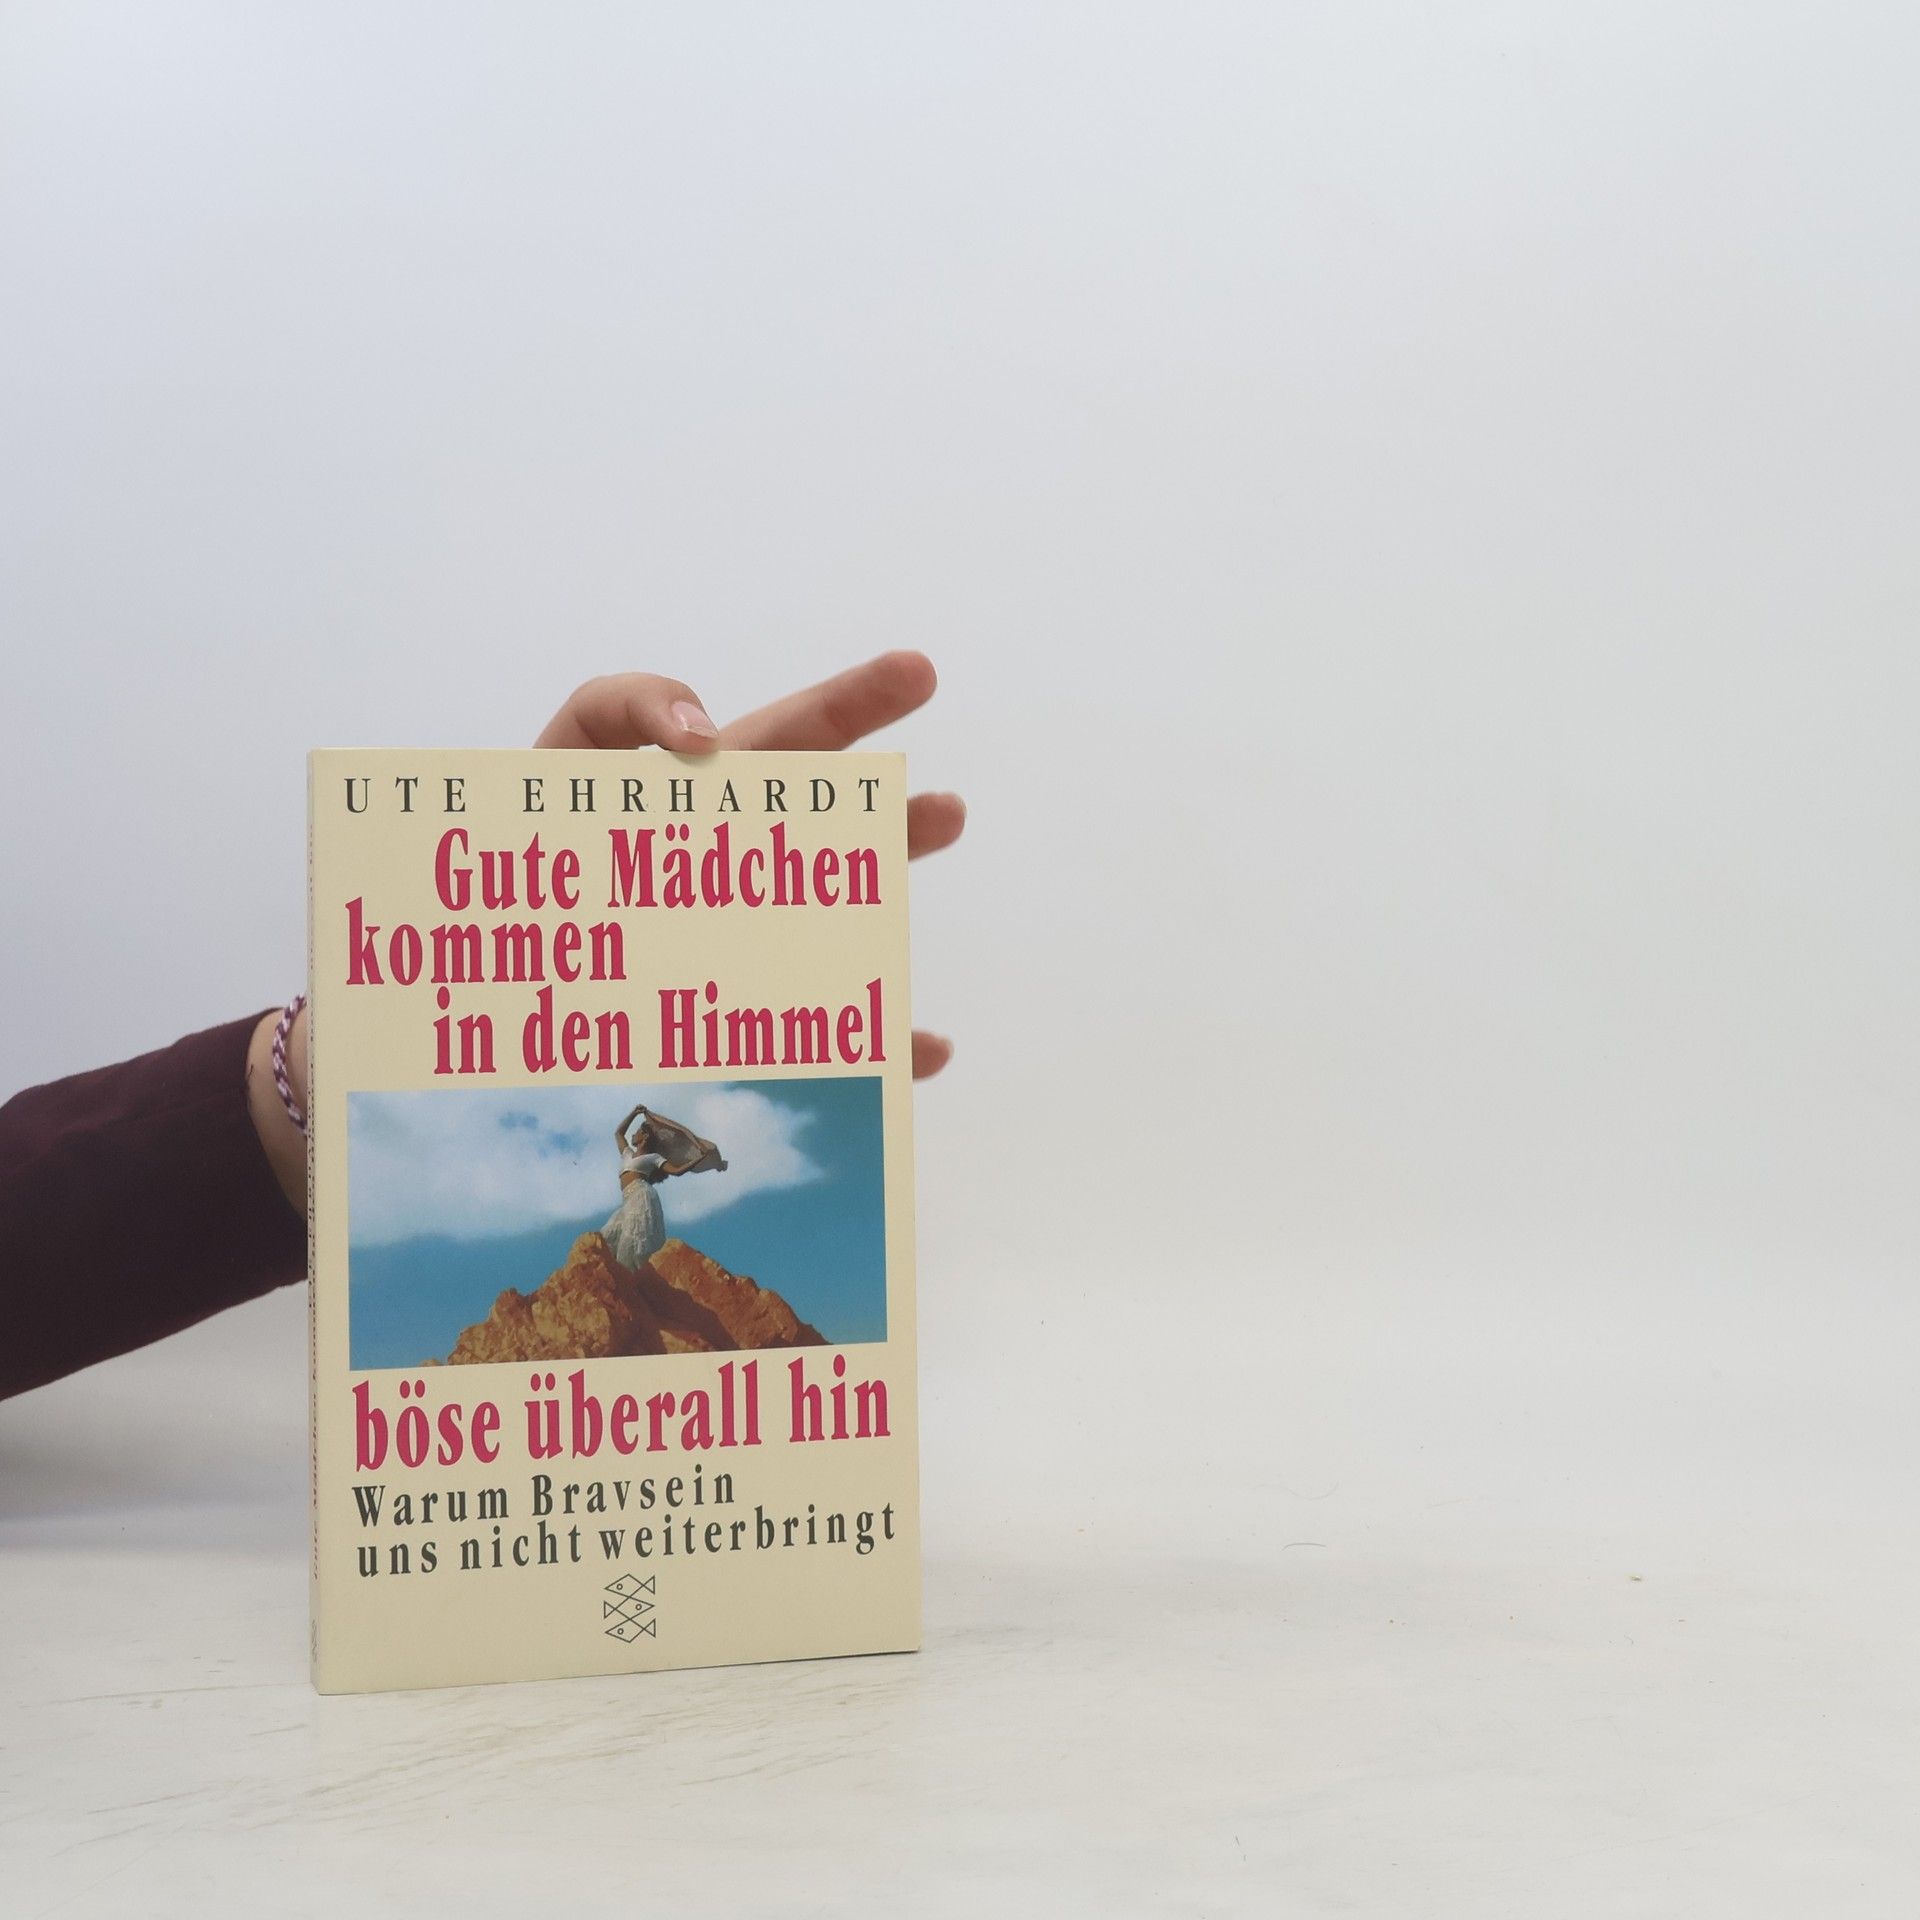 UTE EHRHARDT
Gute Mädchen
kommen
in den Himmel
böse überall hin
Warum Bravsein
uns nicht weiterbringt